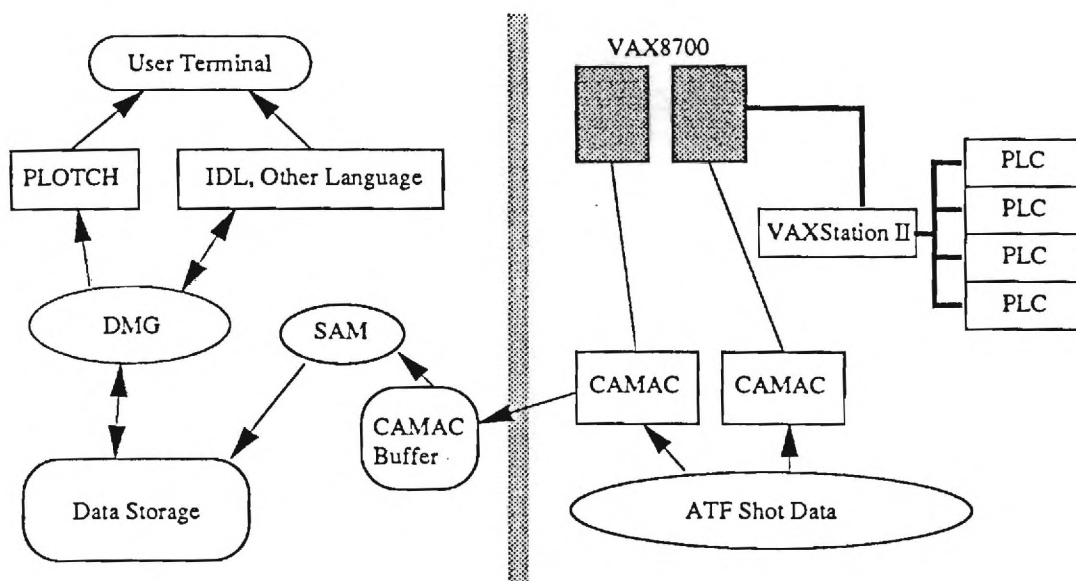 User Terminal
PLOTCH
IDL, Other Language
DMG
SAM
CAMAC
Buffer
Data Storage
VAX8700
PLC
PLC
VAXStation II
PLC
PLC
CAMAC
CAMAC
ATF Shot Data